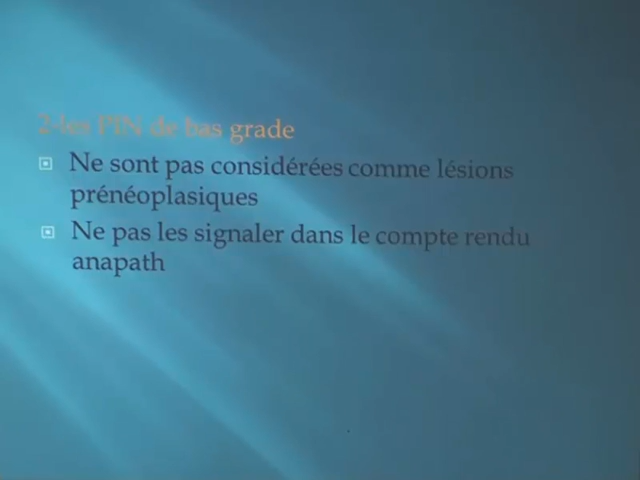 2-les PIN de bas grade
Ne sont pas considérées comme lésions
prénéoplasiques
Ne pas les signaler dans le compte rendu
anapath